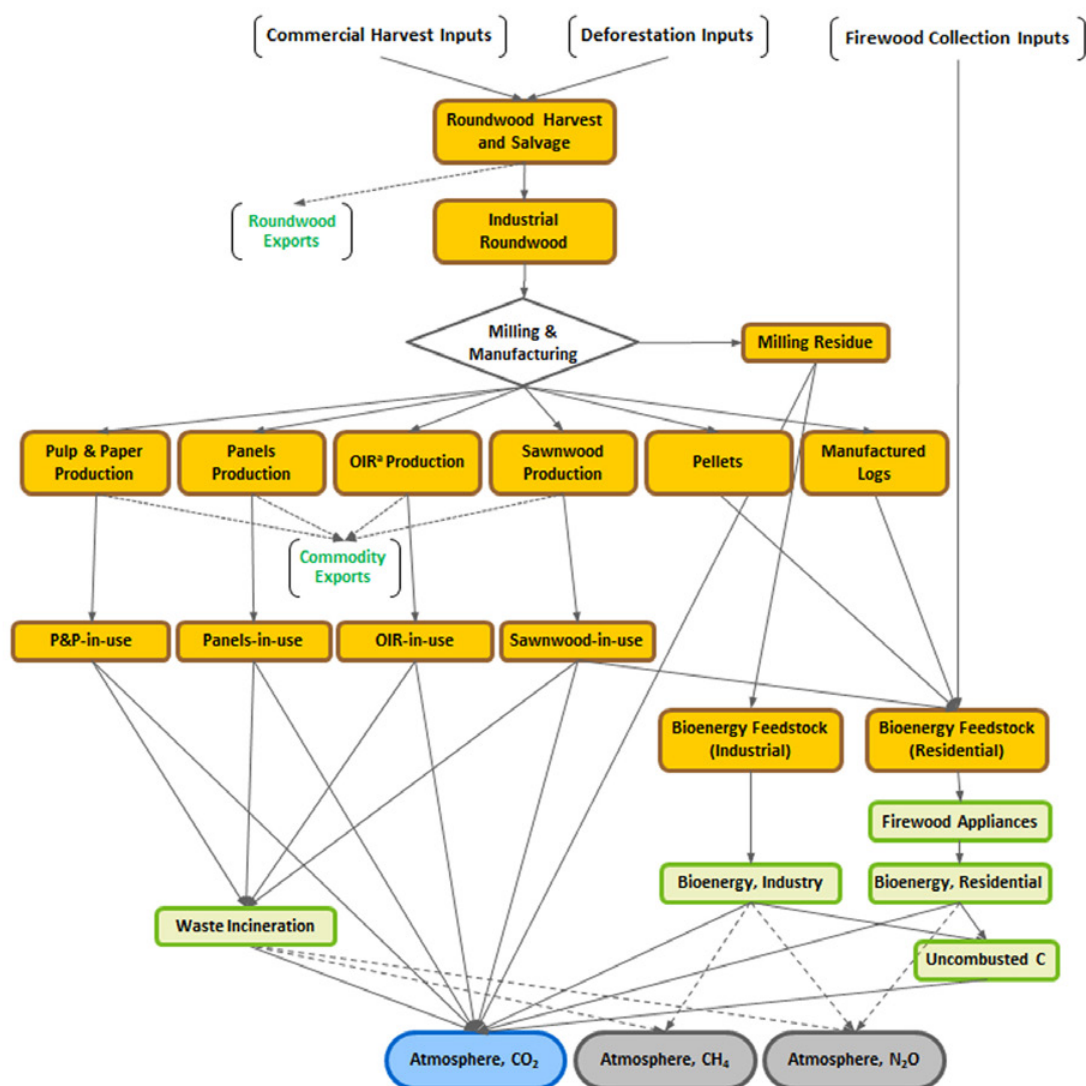 Commercial Harvest Inputs
Deforestation Inputs
Firewood Collection Inputs
Roundwood Harvest
and Salvage
Roundwood
Exports
Industrial
Roundwood
Milling &
Manufacturing
Milling Residue
Pulp & Paper
Production
Panels
Production
OIRª Production
Sawnwood
Production
Pellets
Manufactured
Logs
Commodity
Exports
P&P-in-use
Panels-in-use
OIR-in-use
Sawnwood-in-use
Bioenergy Feedstock
(Industrial)
Bioenergy Feedstock
(Residential)
Firewood Appliances
Bioenergy, Industry
Bioenergy, Residential
Waste Incineration
Uncombusted C
Atmosphere, CO₂
Atmosphere, CH₄
Atmosphere, N₂O